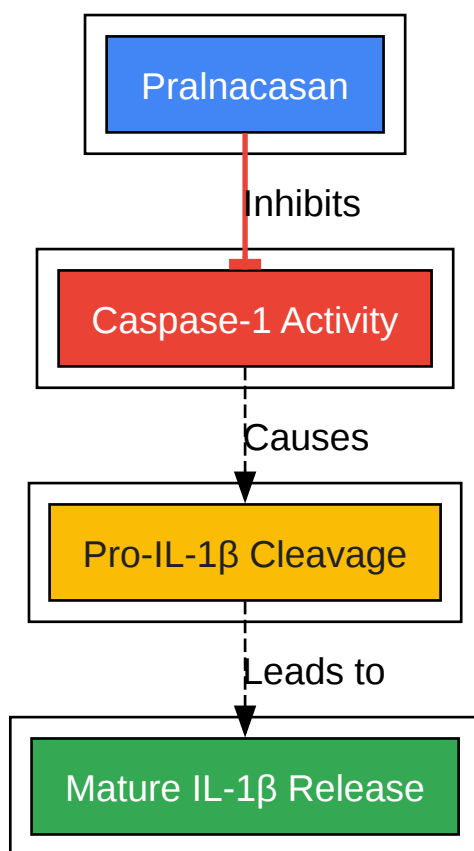 Pralnacasan
Inhibits
Caspase-1 Activity
Causes
Pro-IL-1β Cleavage
Leads to
Mature IL-1β Release